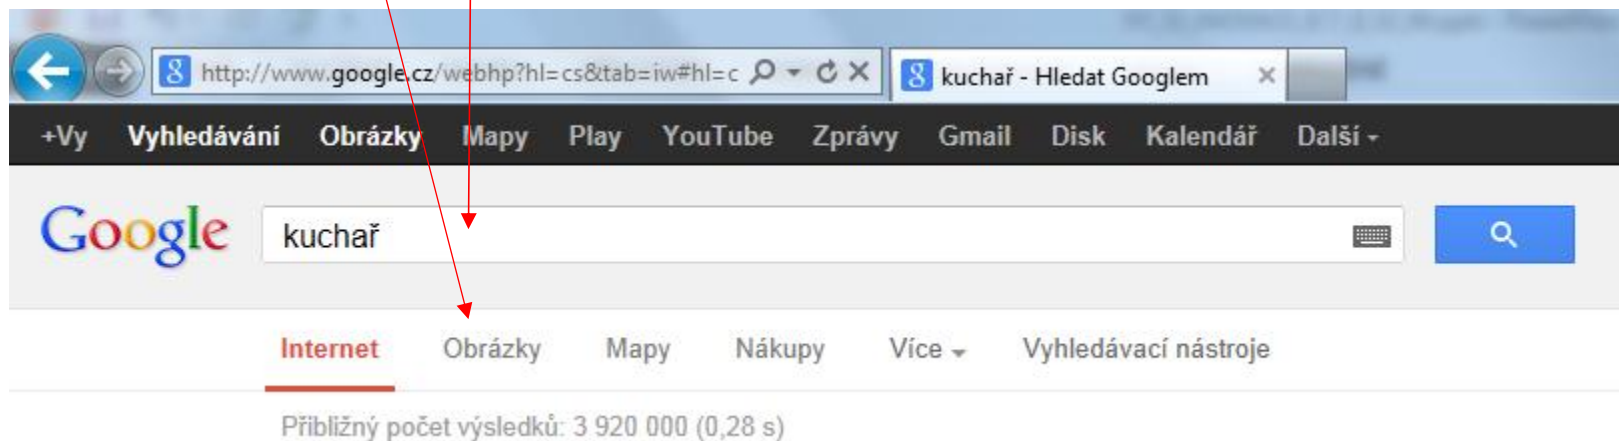 http://www.google.cz/webhp?hl=cs&tab=iw#hl=c kuchař - Hledat Googlem
+Vy Vyhledávání Obrázky Mapy Play YouTube Zprávy Gmail Disk Kalendář Další
Google kuchař
Internet Obrázky Mapy Nákupy Více Vyhledávací nástroje
Přibližný počet výsledků: 3 920 000 (0,28 s)